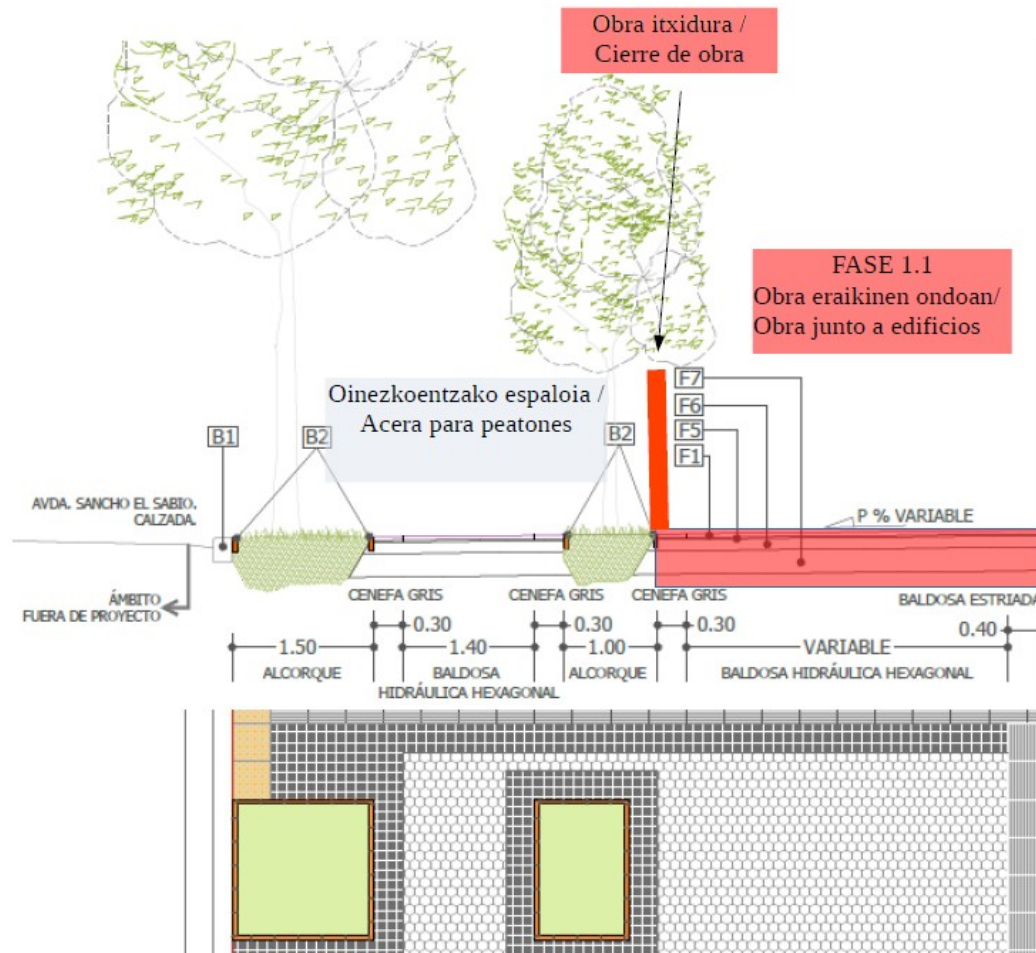 Obra itxidura /
Cierre de obra
FASE 1.1
Obra eraikinen ondoan/
Obra junto a edificios
Oinezkoentzako espaloia /
Acera para peatones
F7
F6
F5
F1
B1
B2
B2
AVDA. SANCHO EL SABIO.
CALZADA.
P % VARIABLE
ÁMBITO
FUERA DE PROYECTO
CENEFA GRIS
CENEFA GRIS
CENEFA GRIS
BALDOSA ESTRIADA
0.30
0.30
0.30
0.40
1.50
1.40
1.00
VARIABLE
ALCORQUE
BALDOSA
HIDRÁULICA HEXAGONAL
ALCORQUE
BALDOSA HIDRÁULICA HEXAGONAL